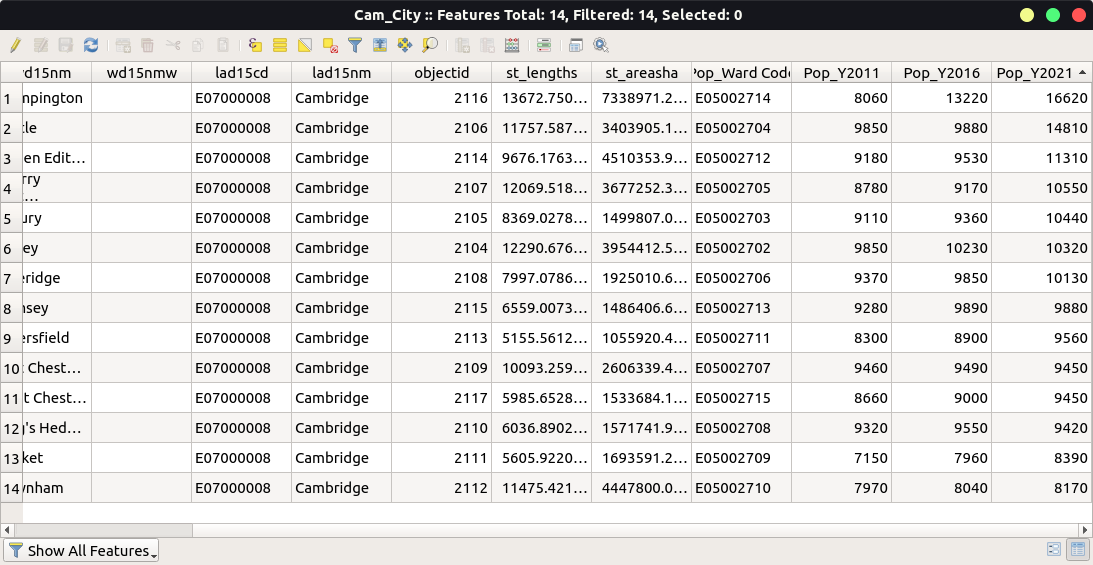 Cam_City :: Features Total: 14, Filtered: 14, Selected: 0
vd15nm wd15nmw lad15cd lad15nm objectid st_lengths st_areasha Pop_Ward Code Pop_Y2011 Pop_Y2016 Pop_Y2021
1 mpington E07000008 Cambridge 2116 13672.750... 7338971.2... E05002714 8060 13220 16620
2 tle E07000008 Cambridge 2106 11757.587... 3403905.1... E05002704 9850 9880 14810
3 en Edit... E07000008 Cambridge 2114 9676.1763... 4510353.9... E05002712 9180 9530 11310
4 rry ... E07000008 Cambridge 2107 12069.518... 3677252.3... E05002705 8780 9170 10550
5 ury E07000008 Cambridge 2105 8369.0278... 1499807.0... E05002703 9110 9360 10440
6 ey E07000008 Cambridge 2104 12290.676... 3954412.5... E05002702 9850 10230 10320
7 eridge E07000008 Cambridge 2108 7997.0786... 1925010.6... E05002706 9370 9850 10130
8 nsey E07000008 Cambridge 2115 6559.0073... 1486406.6... E05002713 9280 9890 9880
9 ersfield E07000008 Cambridge 2113 5155.5612... 1055920.4... E05002711 8300 8900 9560
10 t Chest... E07000008 Cambridge 2109 10093.259... 2606339.4... E05002707 9460 9490 9450
11 t Chest... E07000008 Cambridge 2117 5985.6528... 1533684.1... E05002715 8660 9000 9450
12 g's Hed... E07000008 Cambridge 2110 6036.8902... 1571741.9... E05002708 9320 9550 9420
13 ket E07000008 Cambridge 2111 5605.9220... 1693591.2... E05002709 7150 7960 8390
14 ynham E07000008 Cambridge 2112 11475.421... 4447800.0... E05002710 7970 8040 8170
Show All Features